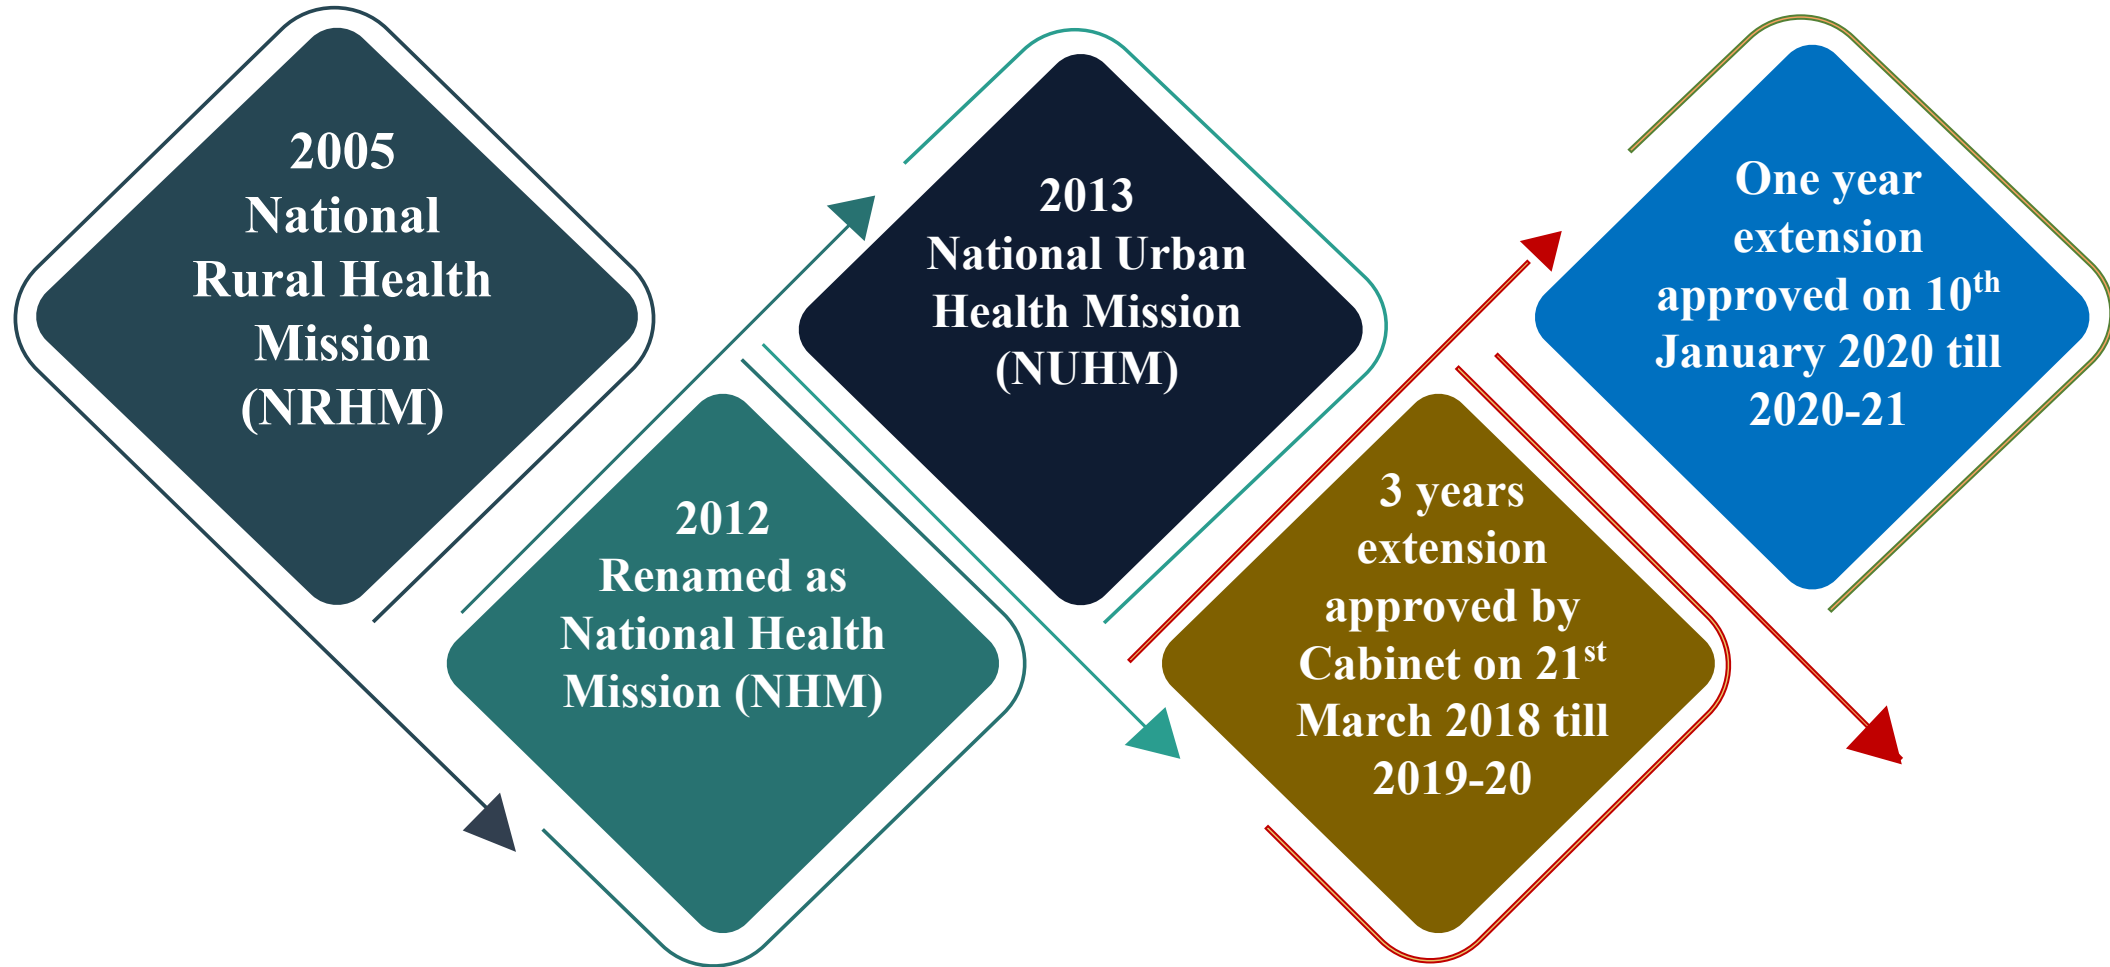 2005
National
Rural Health
Mission
(NRHM)
2012
Renamed as
National Health
Mission (NHM)
2013
National Urban
Health Mission
(NUHM)
3 years
extension
approved by
Cabinet on 21st
March 2018 till
2019-20
One year
extension
approved on 10th
January 2020 till
2020-21